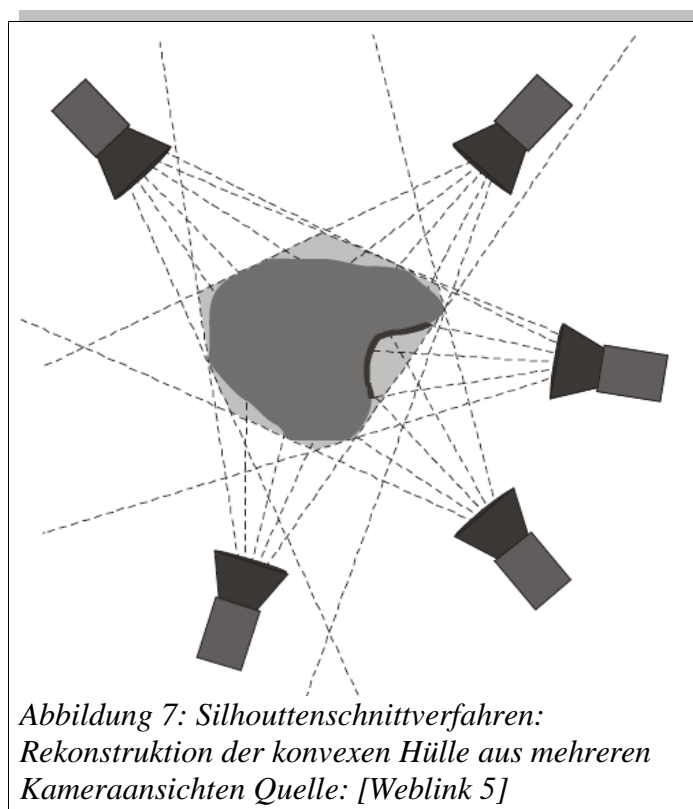 Abbildung 7: Silhouttenschnittverfahren:
Rekonstruktion der konvexen Hülle aus mehreren
Kameraansichten Quelle: [Weblink 5]